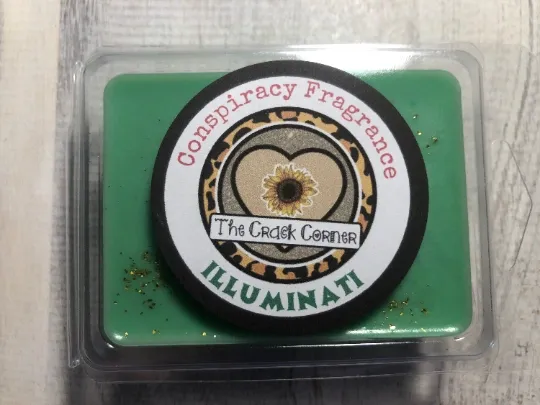 Conspiracy Fragrance
The Crack Corner
ILLUMINATI